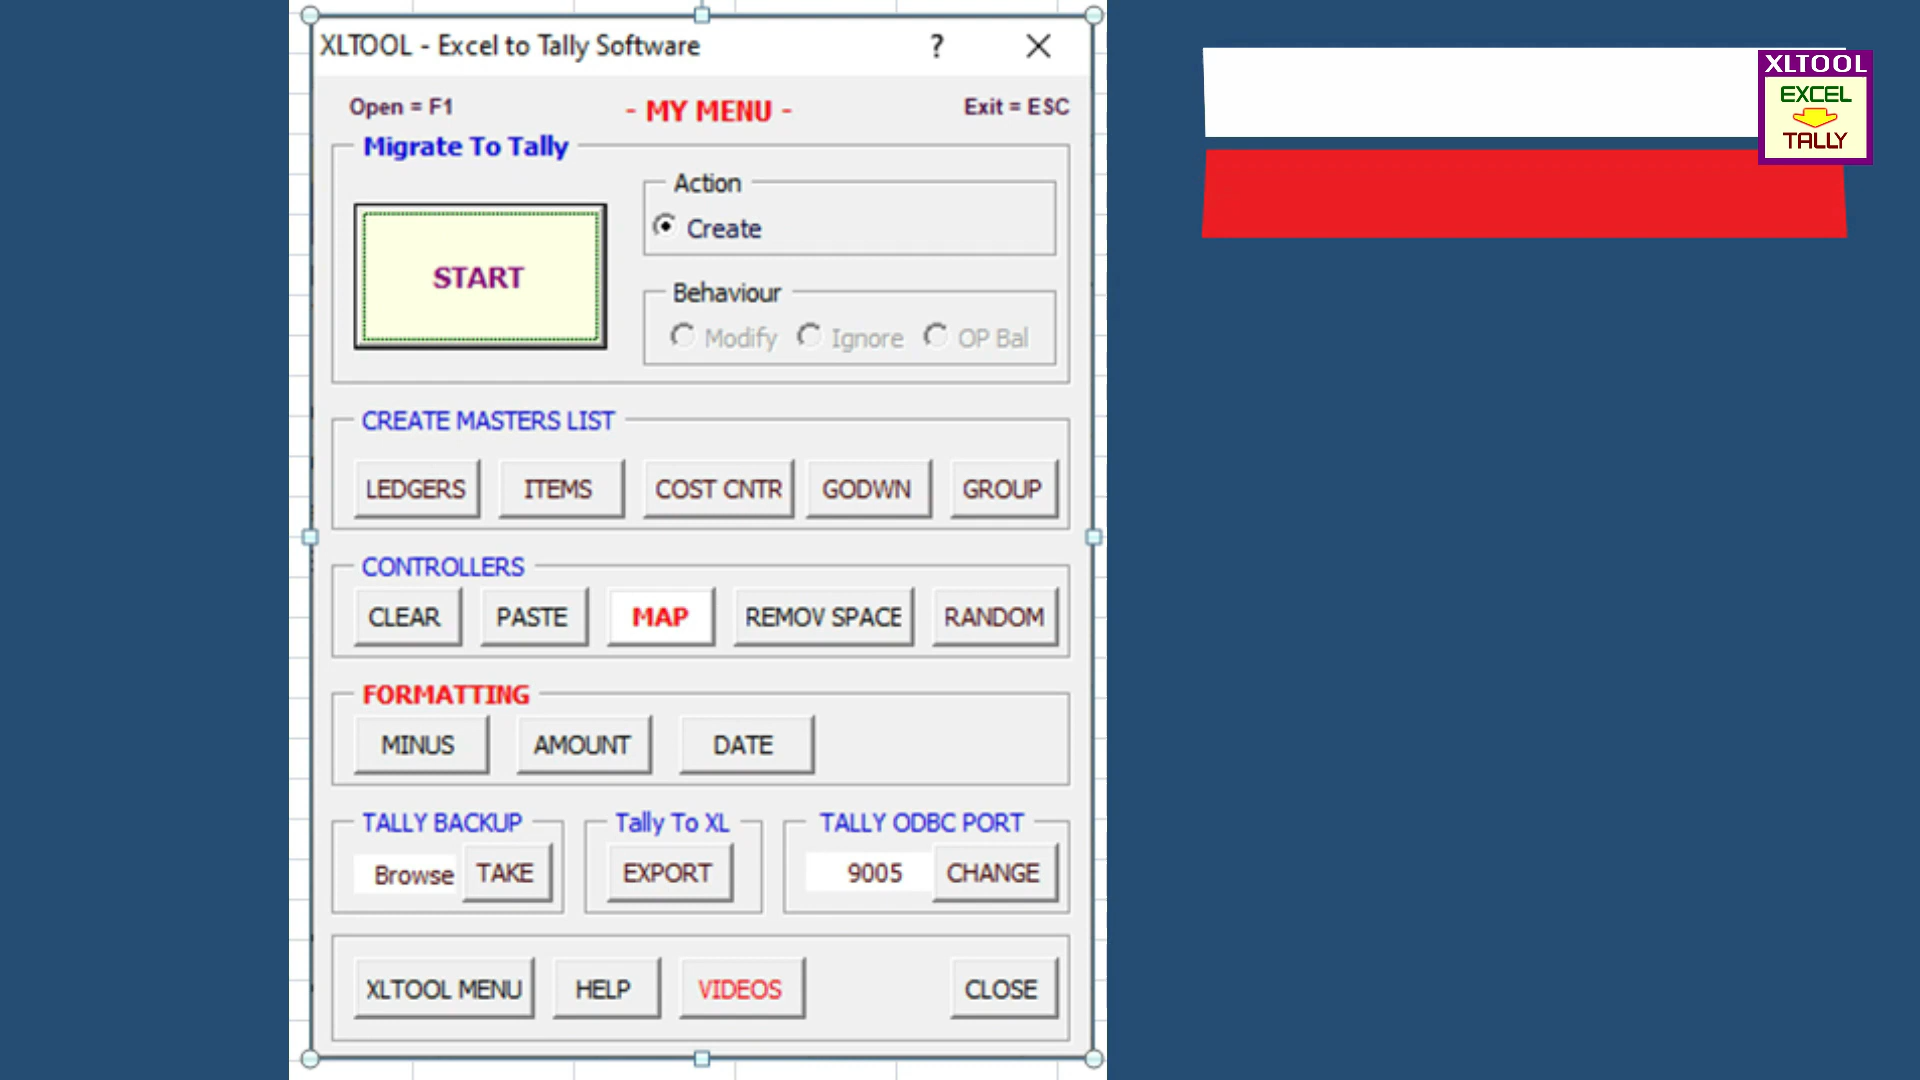 XLTOOL - Excel to Tally Software ?
Open = F1 - MY MENU - Exit = ESC
Migrate To Tally
START
Action
Create
Behaviour
Modify Ignore OP Bal
CREATE MASTERS LIST
LEDGERS ITEMS COST CNTR GODWN GROUP
CONTROLLERS
CLEAR PASTE MAP REMOV SPACE RANDOM
FORMATTING
MINUS AMOUNT DATE
TALLY BACKUP Tally To XL TALLY ODBC PORT
Browse TAKE EXPORT 9005 CHANGE
XLTOOL MENU HELP VIDEOS CLOSE
XLTOOL
EXCEL
TALLY